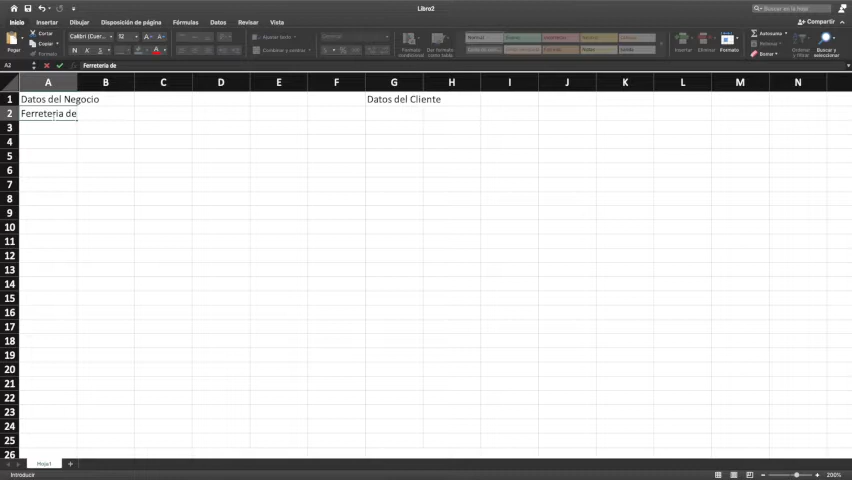 Libro2
Buscar en la hoja
Inicio Insertar Dibujar Disposición de página Fórmulas Datos Revisar Vista
Compartir
Pegar
Cortar
Copiar
Calibri (Cuer... 12
N K S
Ajustar texto
Combinar y centrar
General
Formato condicional
Dar formato como tabla
Normal
Insertar Eliminar Formato
Autosuma
Rellenar
Borrar
Ordenar y filtrar
Buscar y seleccionar
A2 Ferreteria de
A B C D E F G H I J K L M N
1 Datos del Negocio Datos del Cliente
2 Ferreteria de
3
4
5
6
7
8
9
10
11
12
13
14
15
16
17
18
19
20
21
22
23
24
25
26
Hoja1 +
Introducir 200%